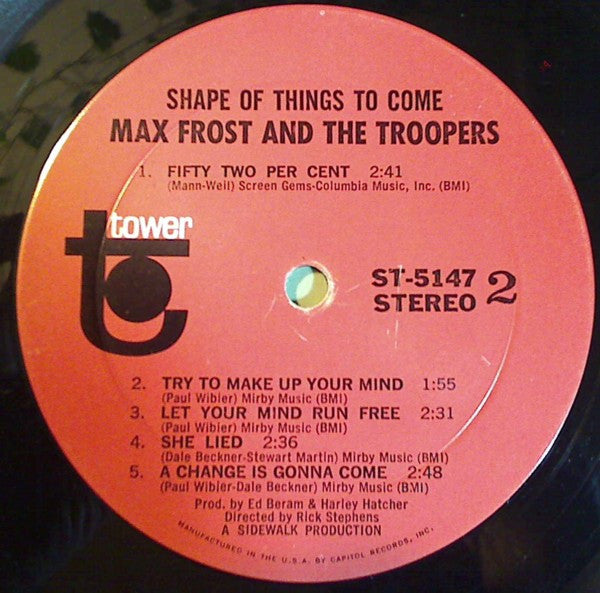 SHAPE OF THINGS TO COME
MAX FROST AND THE TROOPERS
1. FIFTY TWO PER CENT 2:41
(Mann-Weil) Screen Gems-Columbia Music, Inc. (BMI)
tower
t
ST-5147
STEREO 2
2. TRY TO MAKE UP YOUR MIND 1:55
(Paul Wibier) Mirby Music (BMI)
3. LET YOUR MIND RUN FREE 2:31
(Paul Wibier) Mirby Music (BMI)
4. SHE LIED 2:36
(Dale Beckner-Stewart Martin) Mirby Music (BMI)
5. A CHANGE IS GONNA COME 2:48
(Paul Wibier-Dale Beckner) Mirby Music (BMI)
Prod. by Ed Beram & Harley Hatcher
Directed by Rick Stephens
A SIDEWALK PRODUCTION
MANUFACTURED IN THE U.S.A. BY CAPITOL RECORDS, INC.